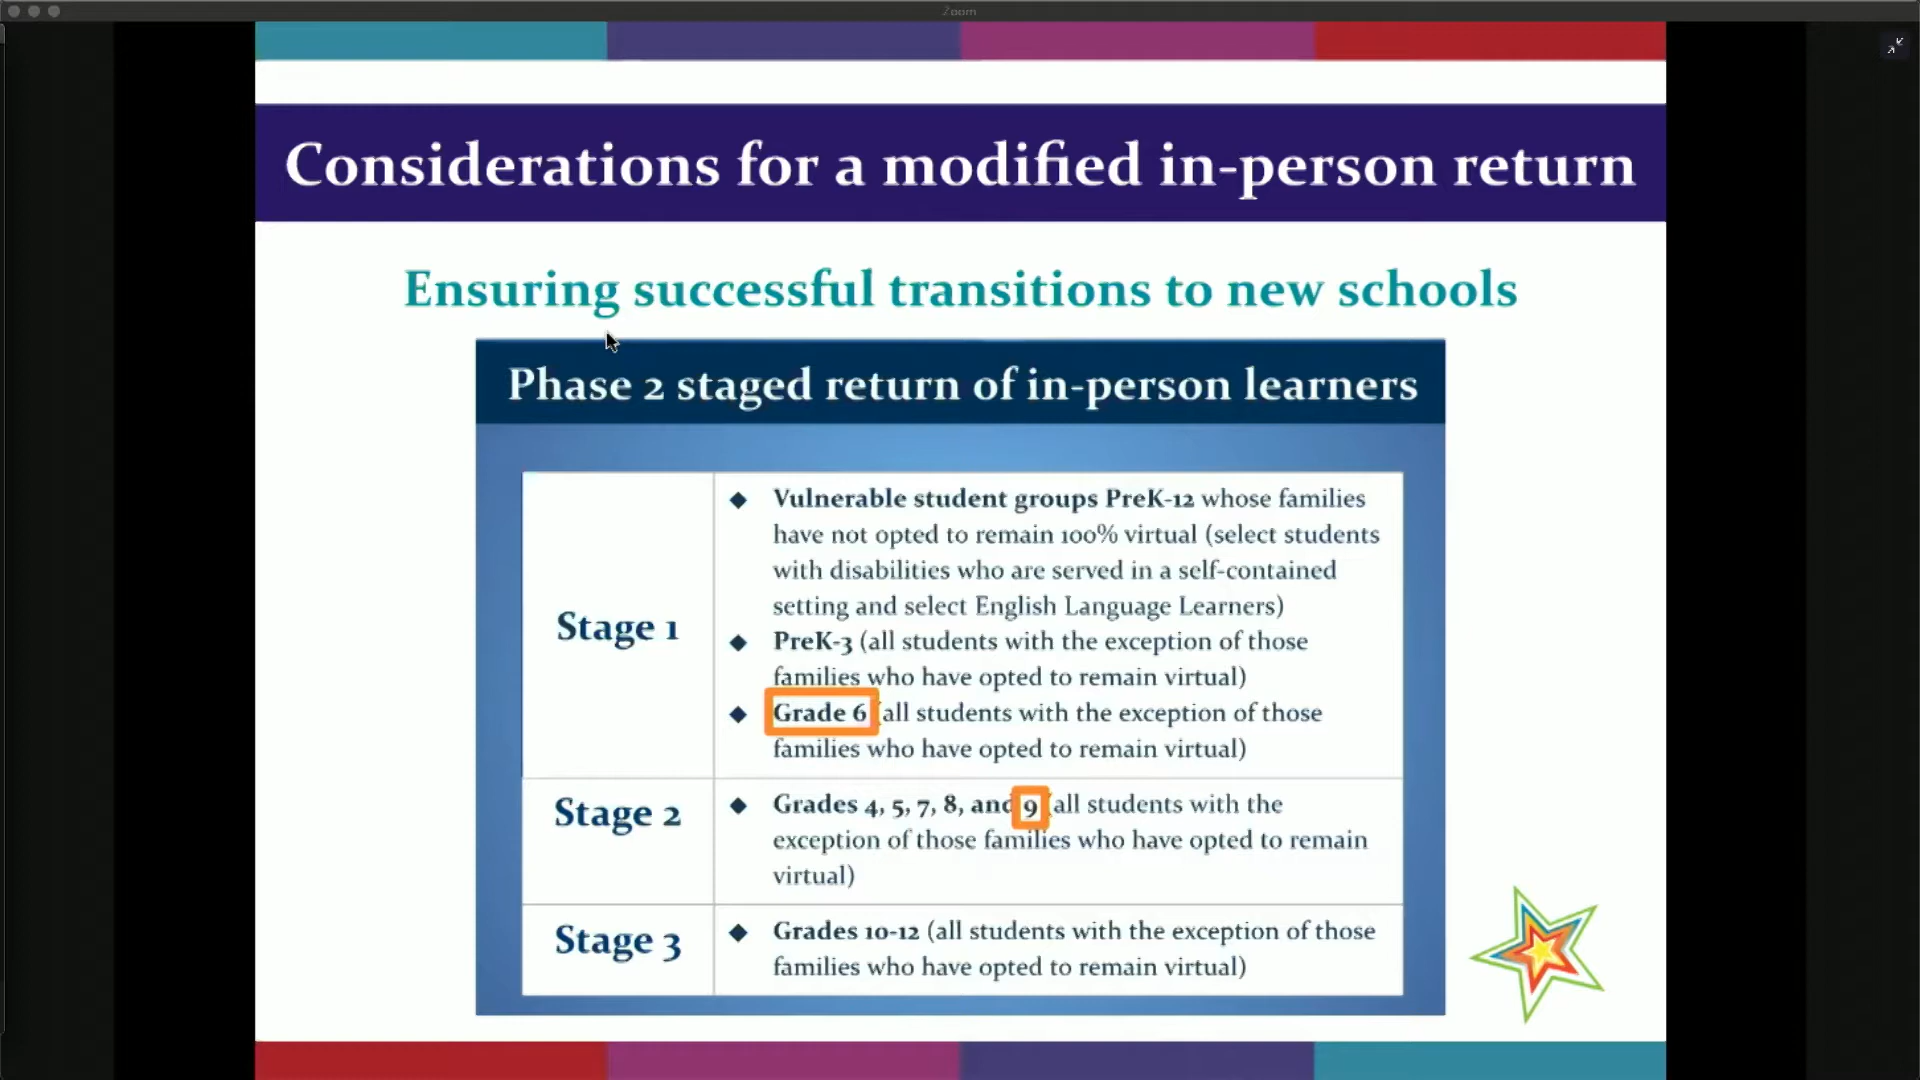 Zoom
Considerations for a modified in-person return
Ensuring successful transitions to new schools
Phase 2 staged return of in-person learners
Stage 1
◆ Vulnerable student groups PreK-12 whose families
have not opted to remain 100% virtual (select students
with disabilities who are served in a self-contained
setting and select English Language Learners)
◆ PreK-3 (all students with the exception of those
families who have opted to remain virtual)
◆ Grade 6 (all students with the exception of those
families who have opted to remain virtual)
Stage 2
◆ Grades 4, 5, 7, 8, and 9 (all students with the
exception of those families who have opted to remain
virtual)
Stage 3
◆ Grades 10-12 (all students with the exception of those
families who have opted to remain virtual)